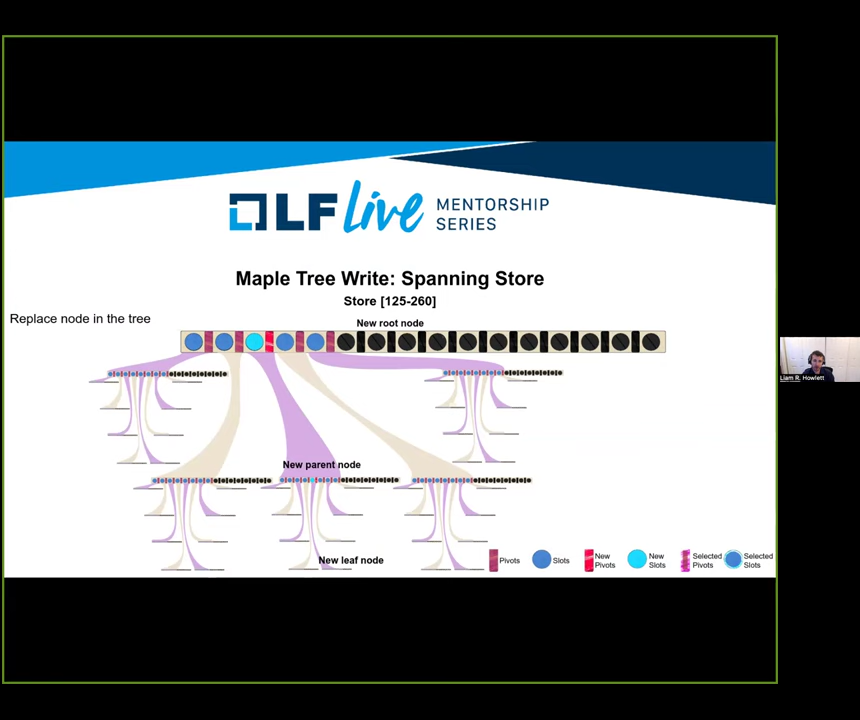 LF Live MENTORSHIP
SERIES
Maple Tree Write: Spanning Store
Store [125-260]
Replace node in the tree
New root node
Liam R. Howlett
New parent node
New leaf node
Pivots
Slots
New
Pivots
New
Slots
Selected
Pivots
Selected
Slots